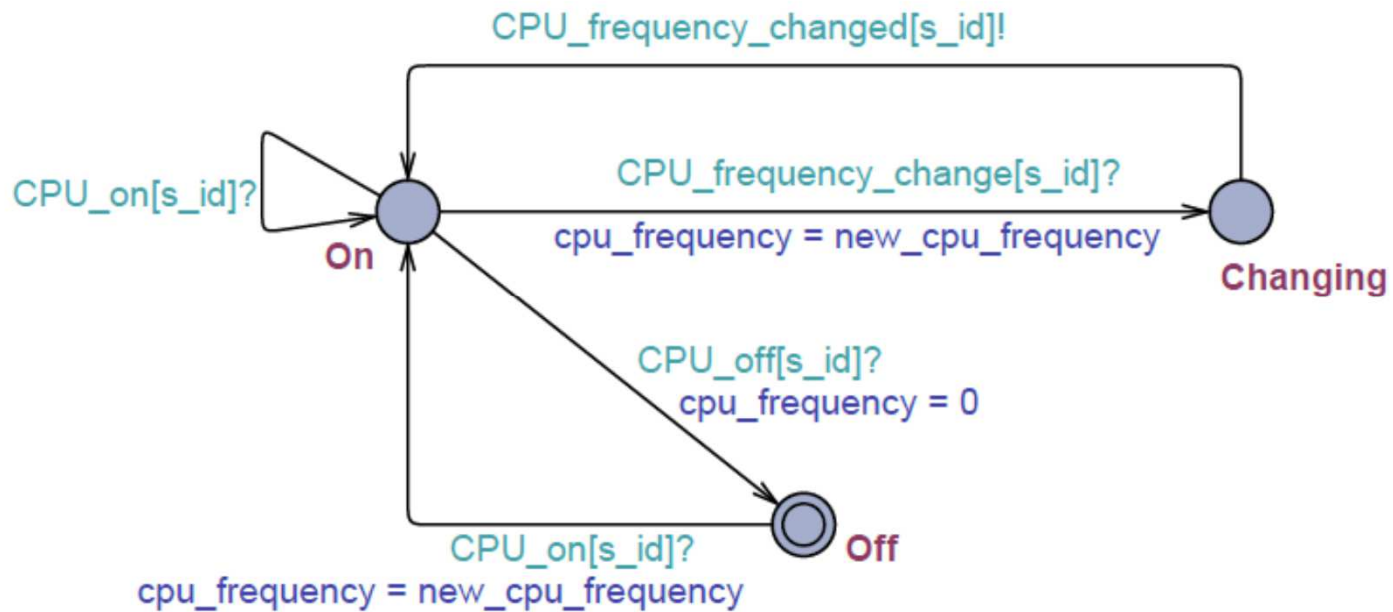 CPU_frequency_changed[s_id]!
CPU_frequency_change[s_id]?
CPU_on[s_id]?
cpu_frequency = new_cpu_frequency
On
Changing
CPU_off[s_id]?
cpu_frequency = 0
CPU_on[s_id]?
Off
cpu_frequency = new_cpu_frequency